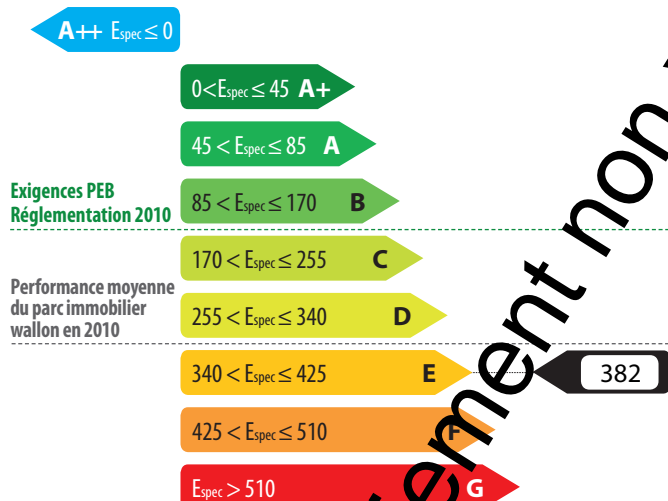 A++ Espec ≤ 0
0<Espec ≤ 45 A+
45 < Espec ≤ 85 A
Exigences PEB
Réglementation 2010
85 < Espec ≤ 170 B
170 < Espec ≤ 255 C
Performance moyenne
du parc immobilier
wallon en 2010
255 < Espec ≤ 340 D
340 < Espec ≤ 425 E
382
425 < Espec ≤ 510 F
Espec > 510 G
ement non